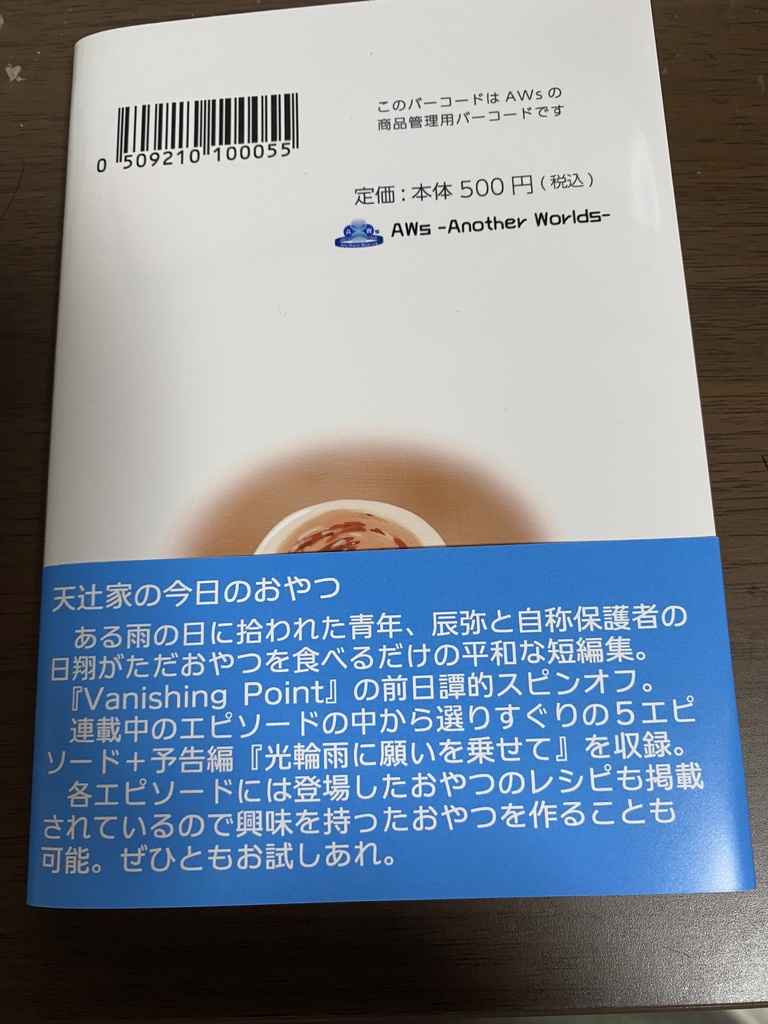 このバーコードはAWsの
商品管理用バーコードです
0 509210 100055
定価:本体500円(税込)
AWs -Another Worlds-
天辻家の今日のおやつ
ある雨の日に拾われた青年、辰弥と自称保護者の
日翔がただおやつを食べるだけの平和な短編集。
『Vanishing Point』の前日譚的スピンオフ。
連載中のエピソードの中から選りすぐりの5エピ
ソード+予告編『光輪雨に願いを乗せて』を収録。
各エピソードには登場したおやつのレシピも掲載
されているので興味を持ったおやつを作ることも
可能。ぜひともお試しあれ。